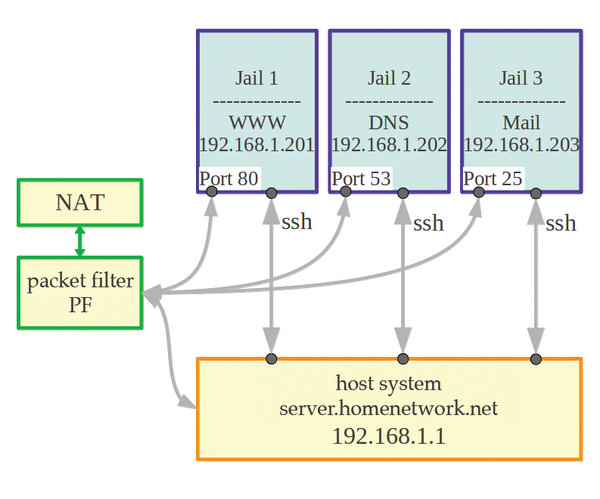 Jail 1
-------------
WWW
192.168.1.201
Port 80
Jail 2
-------------
DNS
192.168.1.202
Port 53
Jail 3
-------------
Mail
192.168.1.203
Port 25
ssh
ssh
ssh
NAT
packet filter
PF
host system
server.homenetwork.net
192.168.1.1